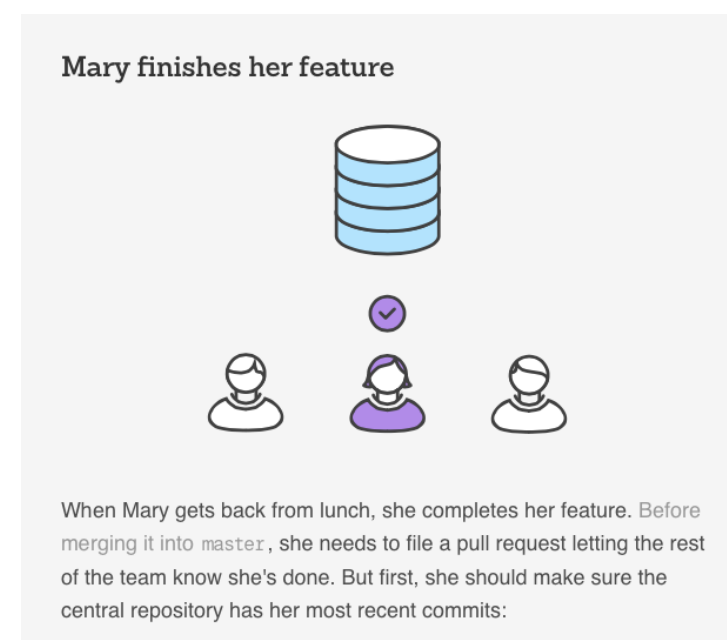 Mary finishes her feature
When Mary gets back from lunch, she completes her feature. Before
merging it into master, she needs to file a pull request letting the rest
of the team know she's done. But first, she should make sure the
central repository has her most recent commits: